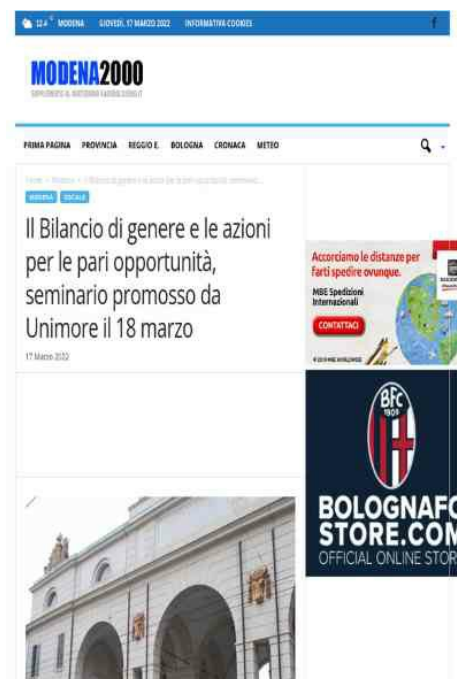 12.4 ° MODENA GIOVEDÌ, 17 MARZO 2022 INFORMATIVA COOKIES
MODENA2000
PRIMA PAGINA PROVINCIA REGGIO E. BOLOGNA CRONACA METEO
MODENA SOCIALE
Il Bilancio di genere e le azioni
per le pari opportunità,
seminario promosso da
Unimore il 18 marzo
17 Marzo 2022
Accorciamo le distanze per
farti spedire ovunque.
MBE Spedizioni
Internazionali
CONTATTACI
BFC
1909
BOLOGNAFC
STORE.COM
OFFICIAL ONLINE STOR